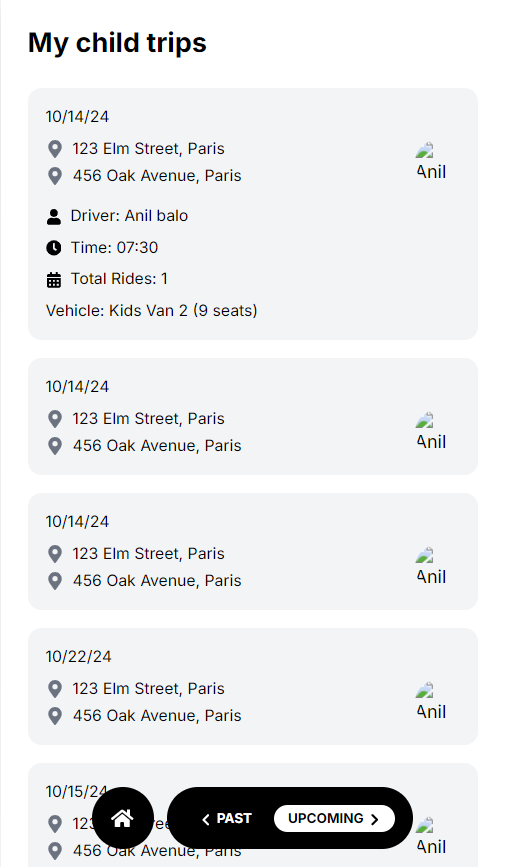 My child trips
10/14/24
123 Elm Street, Paris
456 Oak Avenue, Paris
Anil
Driver: Anil balo
Time: 07:30
Total Rides: 1
Vehicle: Kids Van 2 (9 seats)
10/14/24
123 Elm Street, Paris
456 Oak Avenue, Paris
Anil
10/14/24
123 Elm Street, Paris
456 Oak Avenue, Paris
Anil
10/22/24
123 Elm Street, Paris
456 Oak Avenue, Paris
Anil
10/15/24
PAST
UPCOMING
456 Oak Avenue, Paris
Anil